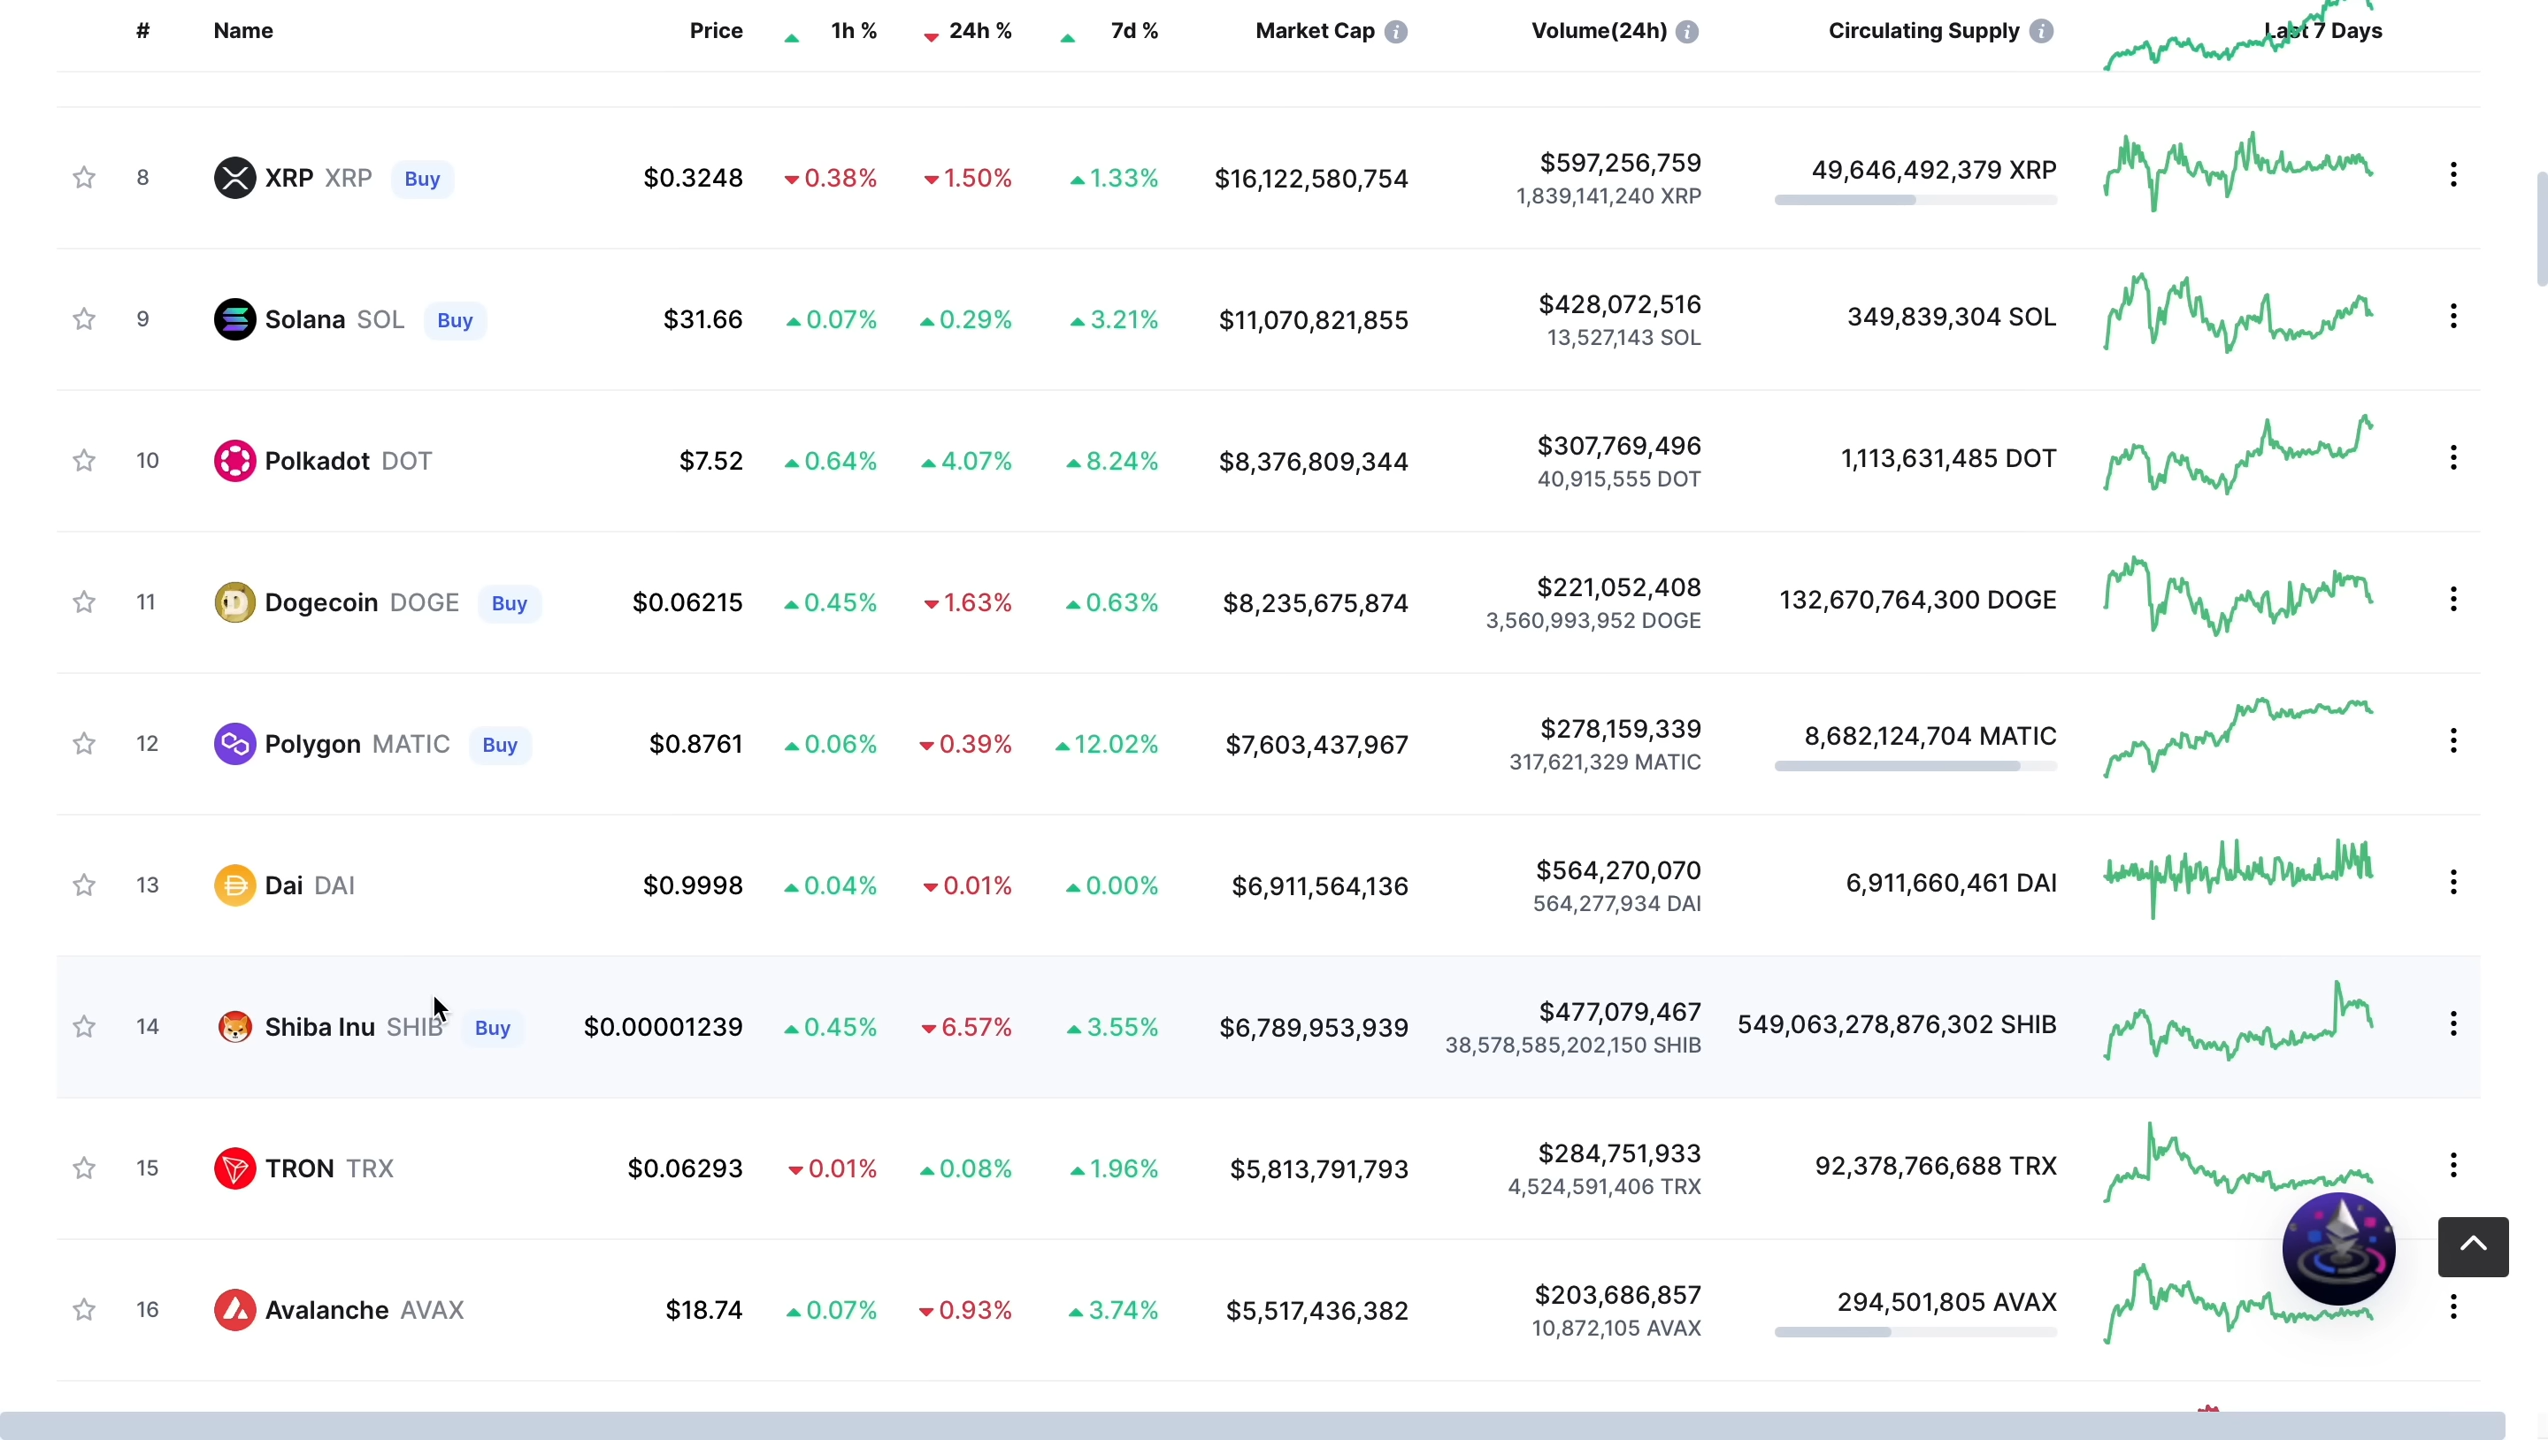 # Name Price 1h % 24h % 7d % Market Cap Volume(24h) Circulating Supply Last 7 Days
8 XRP XRP Buy $0.3248 0.38% 1.50% 1.33% $16,122,580,754 $597,256,759 49,646,492,379 XRP
1,839,141,240 XRP
9 Solana SOL Buy $31.66 0.07% 0.29% 3.21% $11,070,821,855 $428,072,516 349,839,304 SOL
13,527,143 SOL
10 Polkadot DOT $7.52 0.64% 4.07% 8.24% $8,376,809,344 $307,769,496 1,113,631,485 DOT
40,915,555 DOT
11 Dogecoin DOGE Buy $0.06215 0.45% 1.63% 0.63% $8,235,675,874 $221,052,408 132,670,764,300 DOGE
3,560,993,952 DOGE
12 Polygon MATIC Buy $0.8761 0.06% 0.39% 12.02% $7,603,437,967 $278,159,339 8,682,124,704 MATIC
317,621,329 MATIC
13 Dai DAI $0.9998 0.04% 0.01% 0.00% $6,911,564,136 $564,270,070 6,911,660,461 DAI
564,277,934 DAI
14 Shiba Inu SHIB Buy $0.00001239 0.45% 6.57% 3.55% $6,789,953,939 $477,079,467 549,063,278,876,302 SHIB
38,578,585,202,150 SHIB
15 TRON TRX $0.06293 0.01% 0.08% 1.96% $5,813,791,793 $284,751,933 92,378,766,688 TRX
4,524,591,406 TRX
16 Avalanche AVAX $18.74 0.07% 0.93% 3.74% $5,517,436,382 $203,686,857 294,501,805 AVAX
10,872,105 AVAX